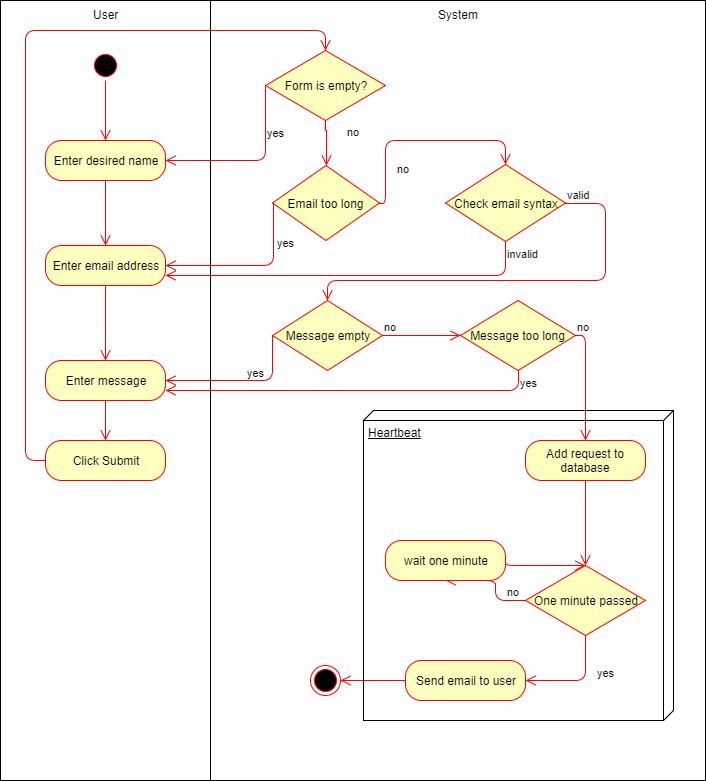 User
System
Form is empty?
yes
no
Enter desired name
Email too long
no
Check email syntax
valid
yes
invalid
Enter email address
Message empty
no
Message too long
no
yes
yes
Enter message
Heartbeat
Click Submit
Add request to
database
wait one minute
no
One minute passed
yes
Send email to user